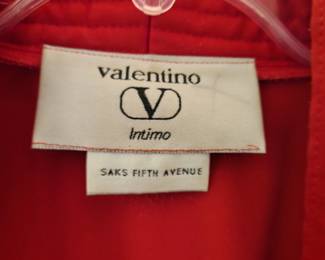 Valentino
V
Intimo
SAKS FIFTH AVENUE